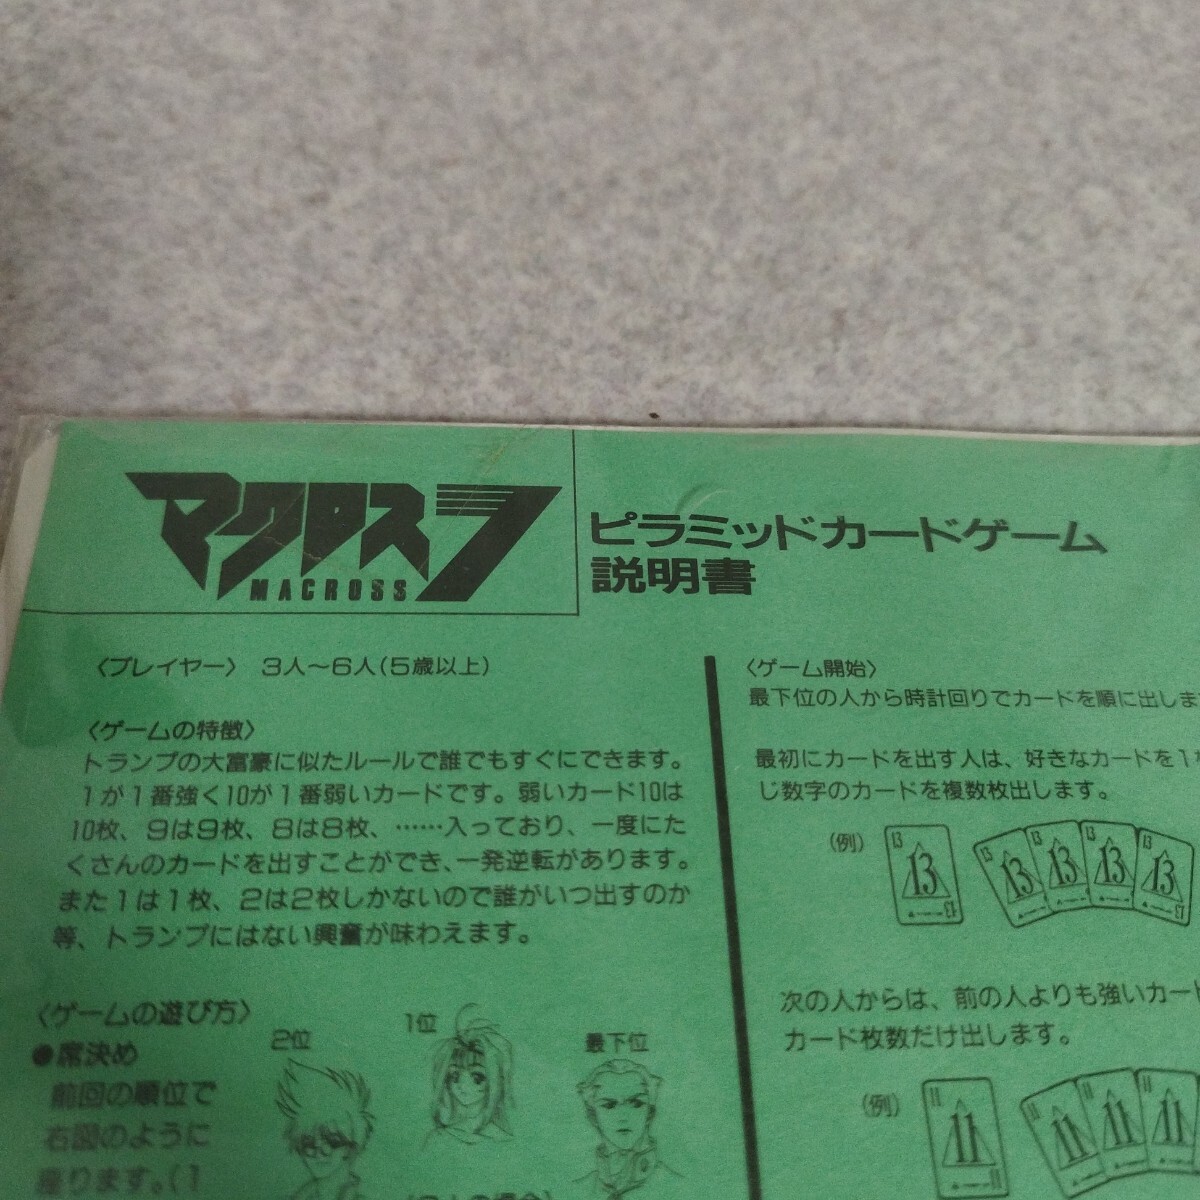 マクロス7
MACROSS
ピラミッドカードゲーム
説明書
〈プレイヤー〉 3人〜6人(5歳以上)
〈ゲームの特徴〉
トランプの大富豪に似たルールで誰でもすぐにできます。
1が1番強く10が1番弱いカードです。弱いカード10は
10枚、9は9枚、8は8枚、……入っており、一度にた
くさんのカードを出すことができ、一発逆転があります。
また1は1枚、2は2枚しかないので誰がいつ出すのか
等、トランプにはない興奮が味わえます。
〈ゲームの遊び方〉
●席決め
前回の順位で
右図のように
座ります。(1
2位
1位
最下位
〈ゲーム開始〉
最下位の人から時計回りでカードを順に出しま
最初にカードを出す人は、好きなカードを1
じ数字のカードを複数枚出します。
(例)
13 13 13
13
13 13
13 13
13 13
13 13 13
次の人からは、前の人よりも強いカート
カード枚数だけ出します。
(例)
11 11 11
11
11 11
11 11
11 11